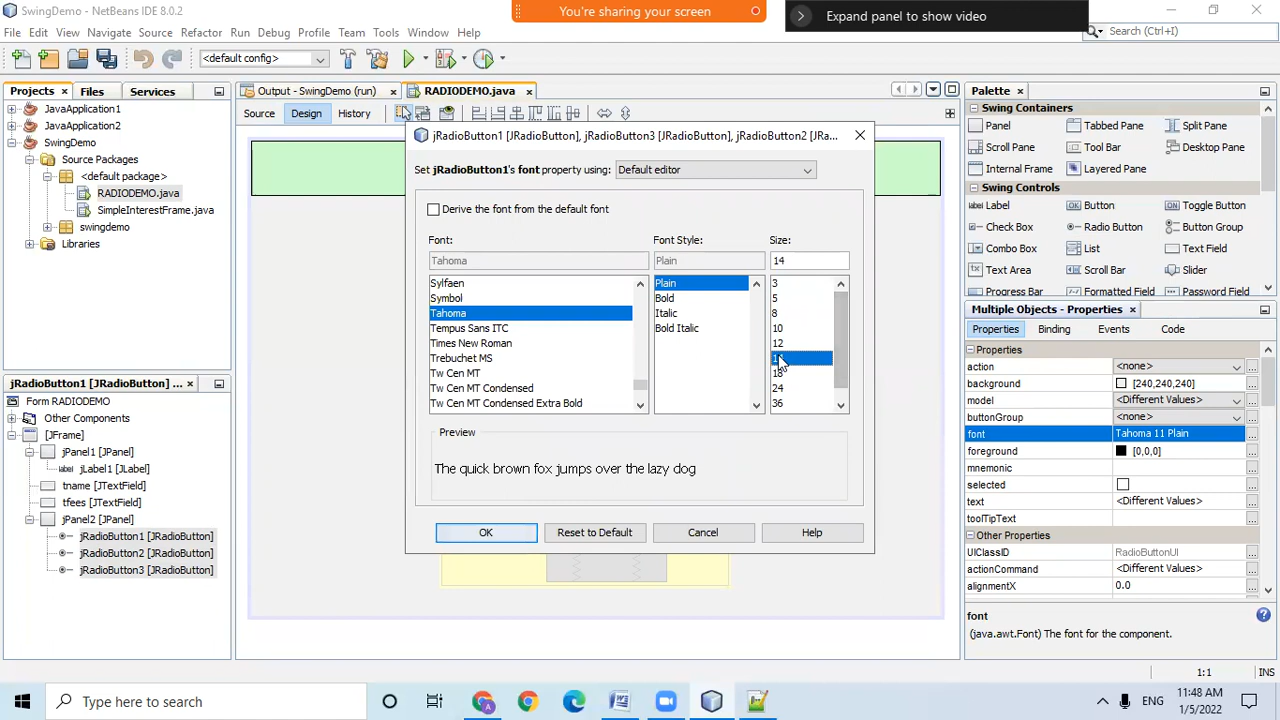 SwingDemo - NetBeans IDE 8.0.2
You're sharing your screen
Expand panel to show video
File Edit View Navigate Source Refactor Run Debug Profile Team Tools Window Help
Search (Ctrl+I)
<default config>
Projects Files Services
Output - SwingDemo (run) RADIODEMO.java
Palette
Source Design History
JavaApplication1
JavaApplication2
SwingDemo
Source Packages
<default package>
RADIODEMO.java
SimpleInterestFrame.java
swingdemo
Libraries
jRadioButton1 [JRadioButton], jRadioButton3 [JRadioButton], jRadioButton2 [JRa...
Set jRadioButton1's font property using: Default editor
Derive the font from the default font
Font: Font Style: Size:
Tahoma Plain 14
Sylfaen
Symbol
Tahoma
Tempus Sans ITC
Times New Roman
Trebuchet MS
Tw Cen MT
Tw Cen MT Condensed
Tw Cen MT Condensed Extra Bold
Plain
Bold
Italic
Bold Italic
3
5
8
10
12
18
24
36
Preview
The quick brown fox jumps over the lazy dog
OK Reset to Default Cancel Help
Swing Containers
Panel Tabbed Pane Split Pane
Scroll Pane Tool Bar Desktop Pane
Internal Frame Layered Pane
Swing Controls
Label Button Toggle Button
Check Box Radio Button Button Group
Combo Box List Text Field
Text Area Scroll Bar Slider
Progress Bar Formatted Field Password Field
Multiple Objects - Properties
Properties Binding Events Code
Properties
action <none>
background [240,240,240]
model <Different Values>
buttonGroup <none>
font Tahoma 11 Plain
foreground [0,0,0]
mnemonic
selected
text <Different Values>
toolTipText
Other Properties
UIClassID RadioButtonUI
actionCommand <Different Values>
alignmentX 0.0
font
(java.awt.Font) The font for the component.
jRadioButton1 [JRadioButton] ...
Form RADIODEMO
Other Components
[JFrame]
jPanel1 [JPanel]
jLabel1 [JLabel]
tname [JTextField]
tfees [JTextField]
jPanel2 [JPanel]
jRadioButton1 [JRadioButton]
jRadioButton2 [JRadioButton]
jRadioButton3 [JRadioButton]
1:1 INS
Type here to search
ENG
11:48 AM
1/5/2022